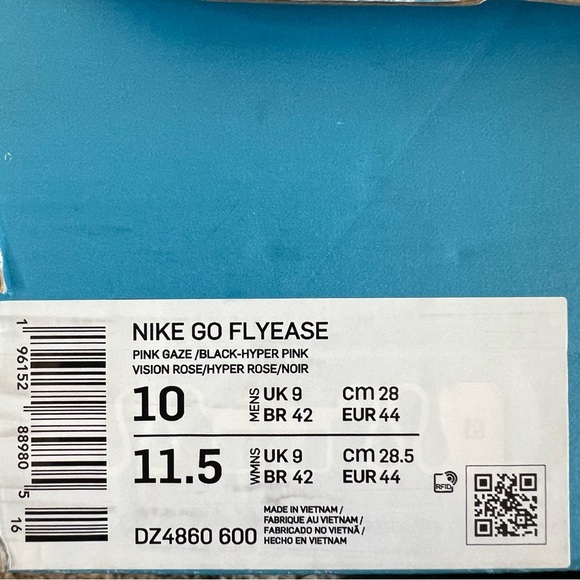 NIKE GO FLYEASE
PINK GAZE /BLACK-HYPER PINK
VISION ROSE/HYPER ROSE/NOIR
10 MENS UK 9 CM 28
BR 42 EUR 44
11.5 WMNS UK 9 CM 28.5
BR 42 EUR 44
RFID
DZ4860 600
MADE IN VIETNAM /
FABRIQUE AU VIETNAM /
FABRICADO NO VIETNÃ /
HECHO EN VIETNAM
1 96152 88980 5 16